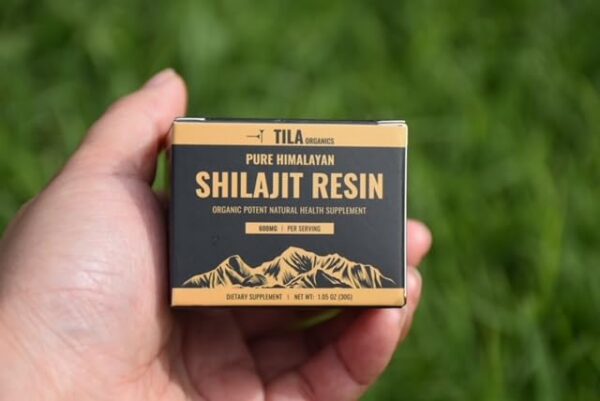 TILA ORGANICS
PURE HIMALAYAN
SHILAJIT RESIN
ORGANIC POTENT NATURAL HEALTH SUPPLEMENT
600MG | PER SERVING
DIETARY SUPPLEMENT | NET WT: 1.05 OZ (30G)